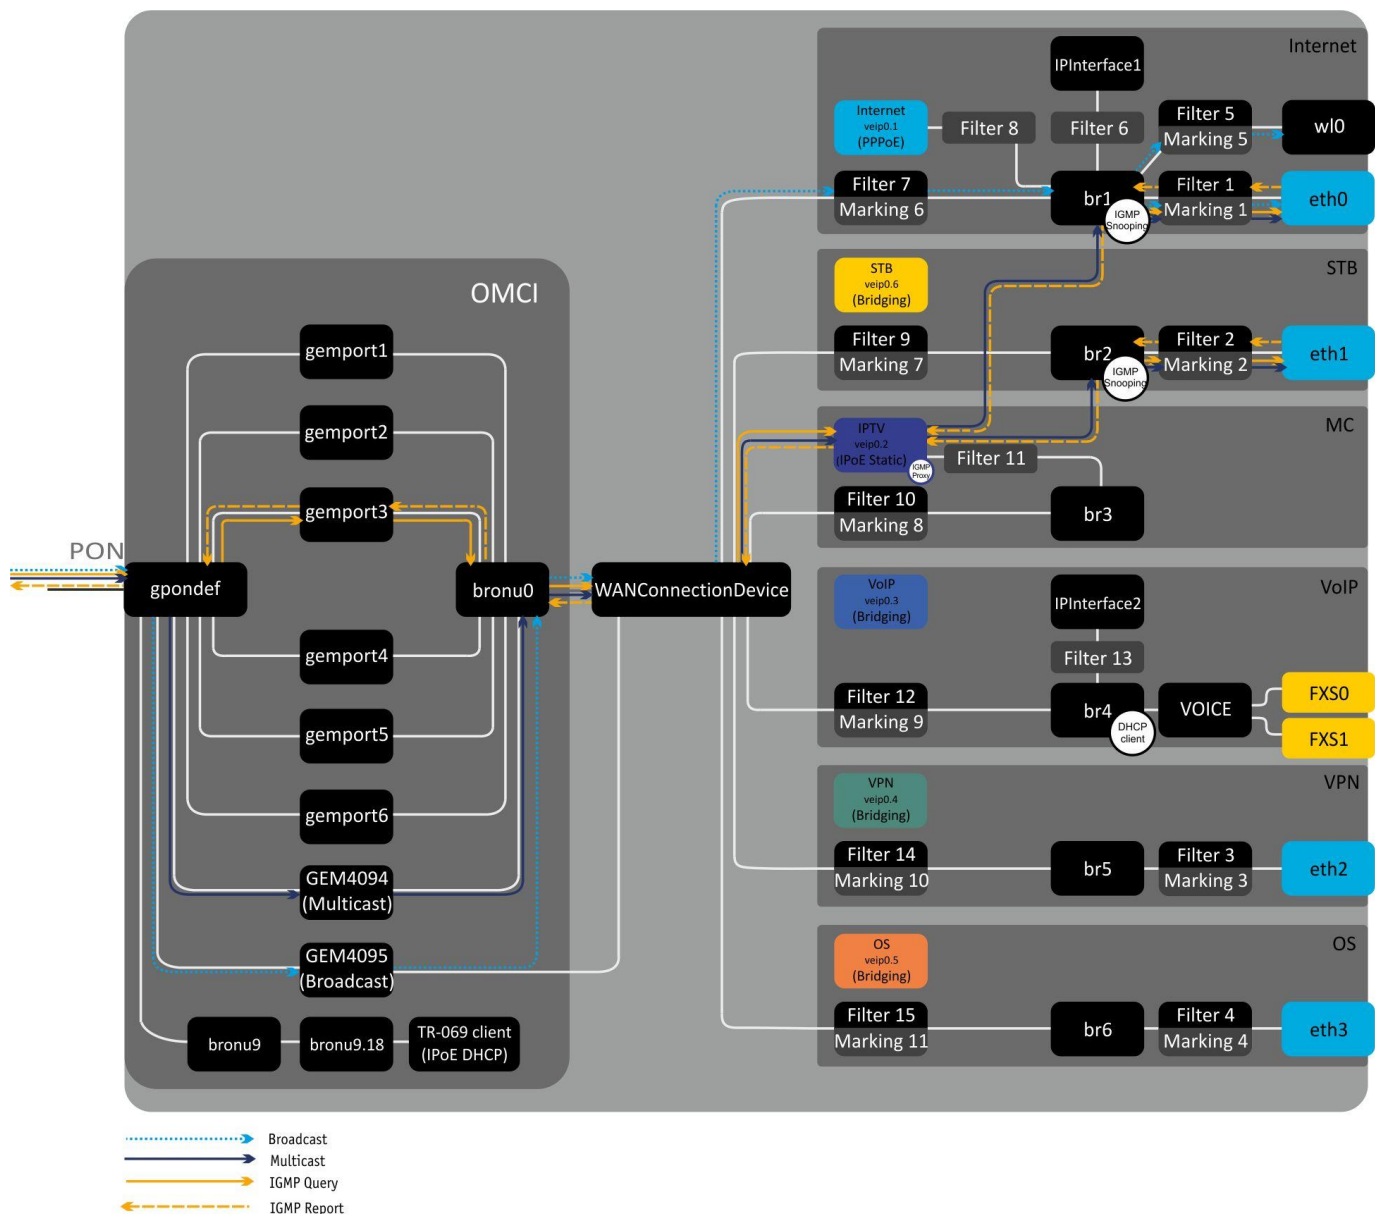 Internet
IPInterface1
Internet
veip0.1
(PPPoE)
Filter 8
Filter 6
Filter 5
Marking 5
wl0
Filter 7
Marking 6
br1
IGMP
Snooping
Filter 1
Marking 1
eth0
STB
STB
veip0.6
(Bridging)
Filter 9
Marking 7
br2
IGMP
Snooping
Filter 2
Marking 2
eth1
MC
IPTV
veip0.2
(IPoE Static)
IGMP
Proxy
Filter 11
Filter 10
Marking 8
br3
OMCI
gemport1
gemport2
gemport3
PON
gpondef
bronu0
WANConnectionDevice
gemport4
gemport5
gemport6
GEM4094
(Multicast)
GEM4095
(Broadcast)
bronu9
bronu9.18
TR-069 client
(IPoE DHCP)
VoIP
VoIP
veip0.3
(Bridging)
IPInterface2
Filter 13
Filter 12
Marking 9
br4
DHCP
client
VOICE
FXS0
FXS1
VPN
VPN
veip0.4
(Bridging)
Filter 14
Marking 10
br5
Filter 3
Marking 3
eth2
OS
OS
veip0.5
(Bridging)
Filter 15
Marking 11
br6
Filter 4
Marking 4
eth3
Broadcast
Multicast
IGMP Query
IGMP Report